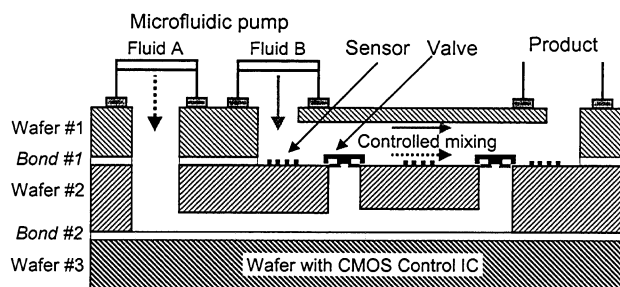 Microfluidic pump
Fluid A
Fluid B
Sensor
Valve
Product
Wafer #1
Controlled mixing
Bond #1
Wafer #2
Bond #2
Wafer #3
Wafer with CMOS Control IC